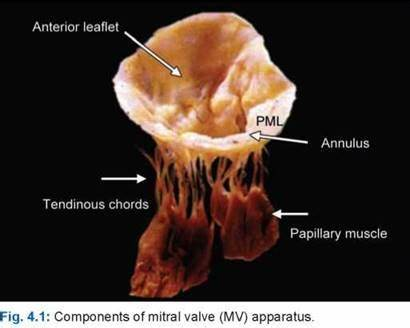 Anterior leaflet
PML
Annulus
Tendinous chords
Papillary muscle
Fig. 4.1: Components of mitral valve (MV) apparatus.